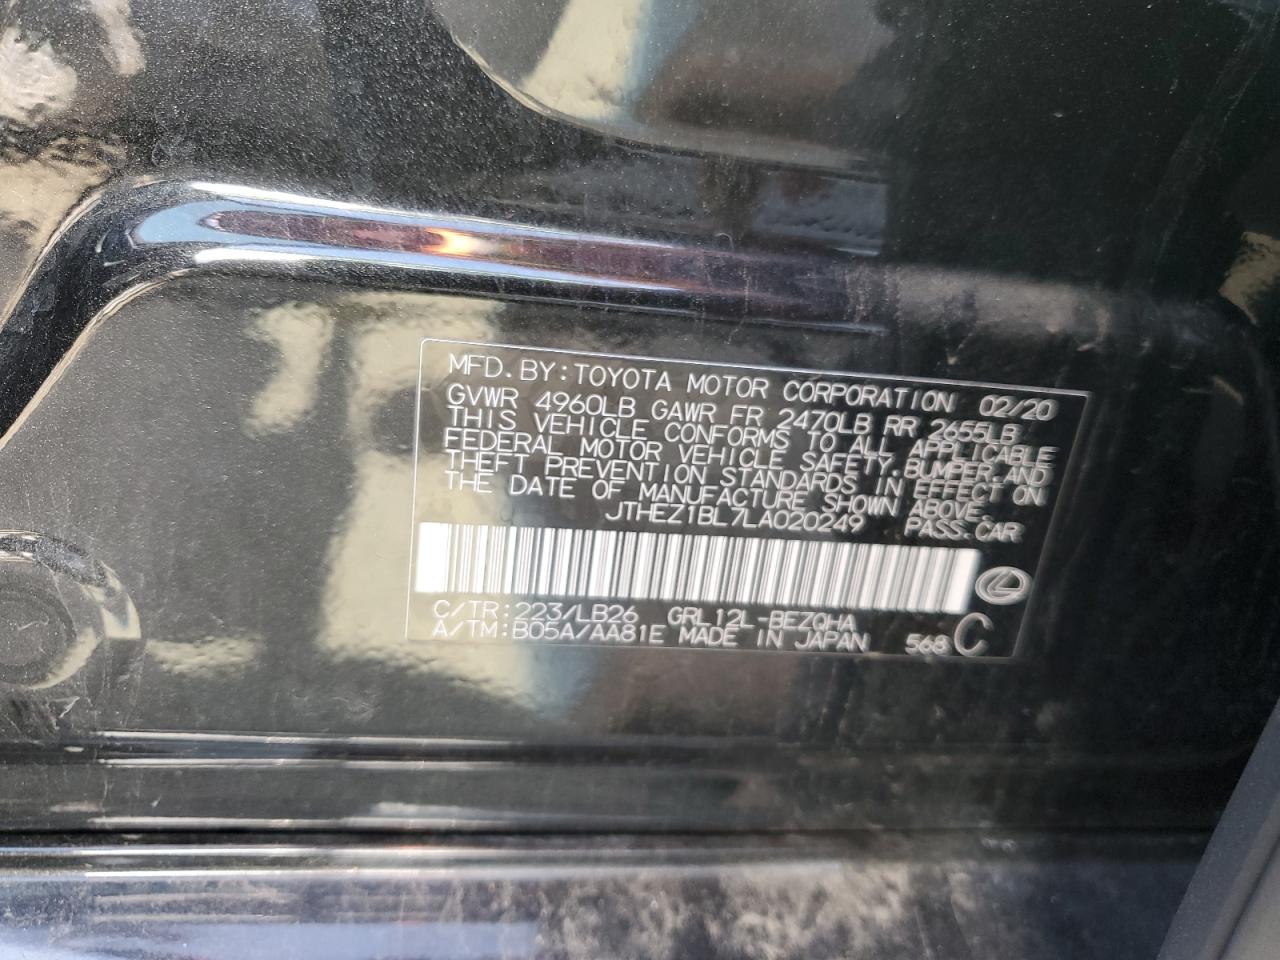 MFD. BY: TOYOTA MOTOR CORPORATION 02/20
GVWR 4960LB GAWR FR 2470LB RR 2655LB
THIS VEHICLE CONFORMS TO ALL APPLICABLE
FEDERAL MOTOR VEHICLE SAFETY, BUMPER, AND
THEFT PREVENTION STANDARDS IN EFFECT ON
THE DATE OF MANUFACTURE SHOWN ABOVE.
JTHEZ1BL7LA020249 PASS. CAR
C/TR: 223/LB26 GRL12L-BEZQHA
A/TM: B05A/AA81E MADE IN JAPAN 568 C